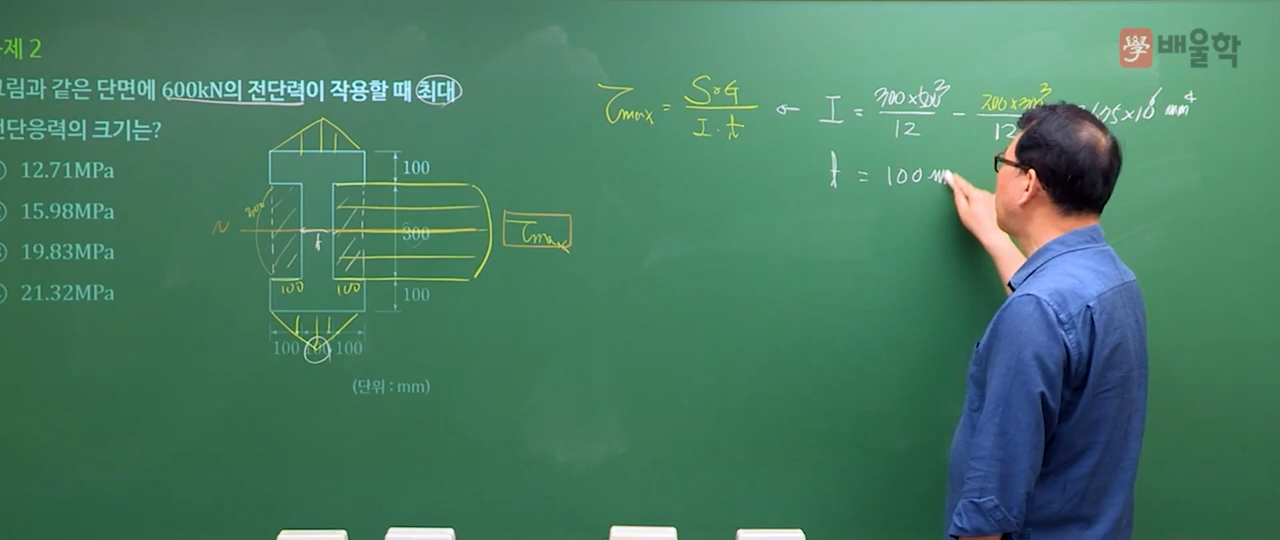 제 2
그림과 같은 단면에 600kN의 전단력이 작용할 때 최대
전단응력의 크기는?
12.71MPa
15.98MPa
19.83MPa
21.32MPa
100
300
100
100 100 100
(단위 : mm)
200
N
t
100 100
τmax
τmax = S·G / I·t ← I = 300×500³ / 12 - 200×300³ / 12
t = 100 m
學 배울학